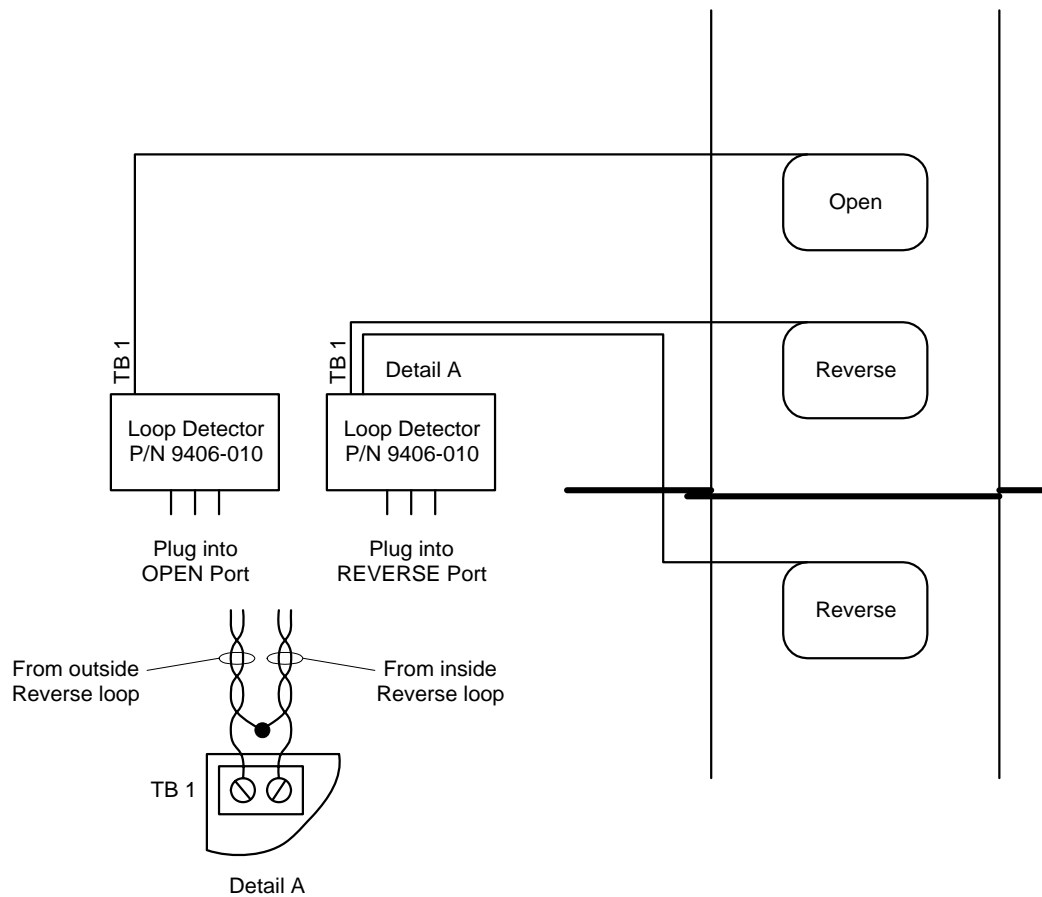 Open
TB 1
TB 1
Detail A
Reverse
Loop Detector
P/N 9406-010
Loop Detector
P/N 9406-010
Plug into
OPEN Port
Plug into
REVERSE Port
Reverse
From outside
Reverse loop
From inside
Reverse loop
TB 1
Detail A